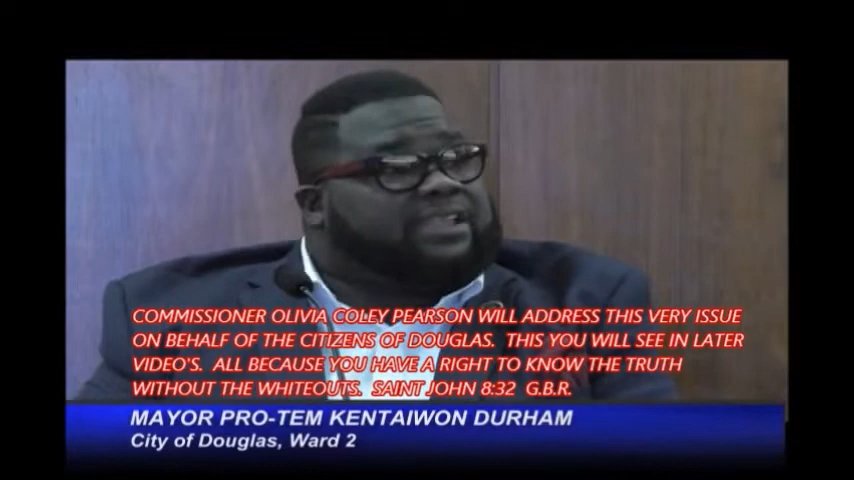 COMMISSIONER OLIVIA COLEY PEARSON WILL ADDRESS THIS VERY ISSUE
ON BEHALF OF THE CITIZENS OF DOUGLAS. THIS YOU WILL SEE IN LATER
VIDEO'S. ALL BECAUSE YOU HAVE A RIGHT TO KNOW THE TRUTH
WITHOUT THE WHITEOUTS. SAINT JOHN 8:32 G.B.R.
MAYOR PRO-TEM KENTAIWON DURHAM
City of Douglas, Ward 2